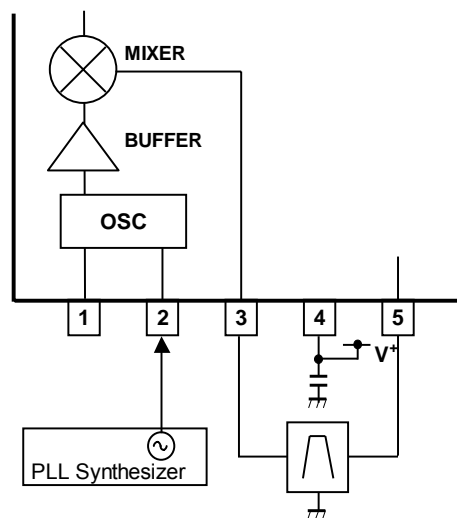 MIXER
BUFFER
OSC
1 2 3 4 5
V+
PLL Synthesizer